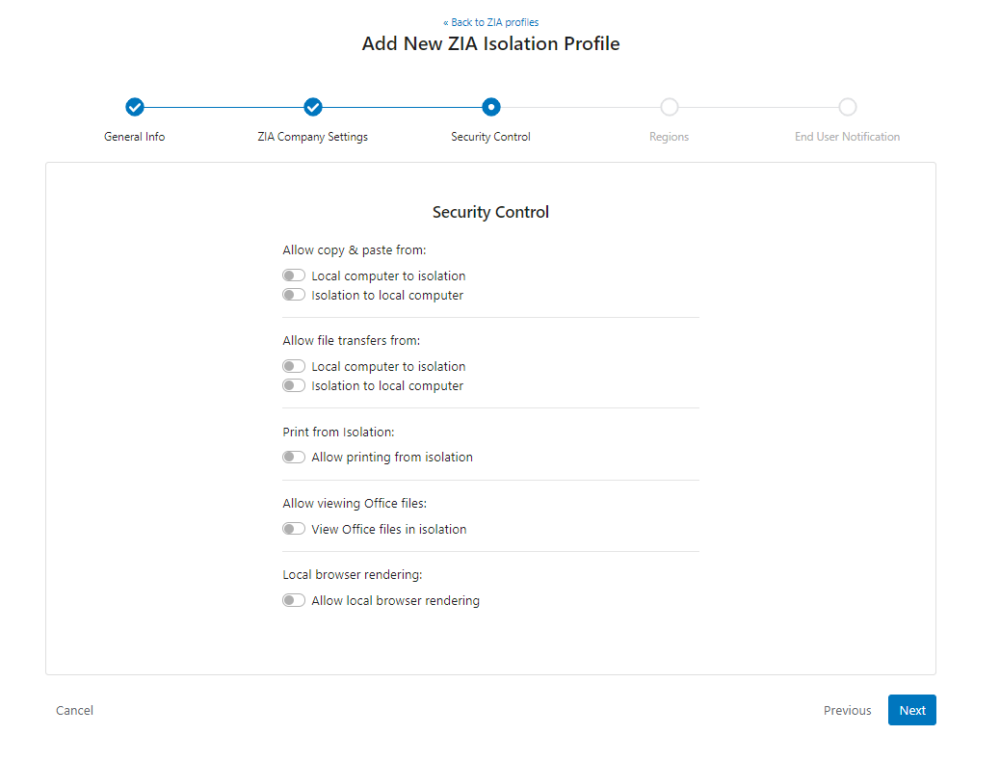 « Back to ZIA profiles
Add New ZIA Isolation Profile
General Info
ZIA Company Settings
Security Control
Regions
End User Notification
Security Control
Allow copy & paste from:
Local computer to isolation
Isolation to local computer
Allow file transfers from:
Local computer to isolation
Isolation to local computer
Print from Isolation:
Allow printing from isolation
Allow viewing Office files:
View Office files in isolation
Local browser rendering:
Allow local browser rendering
Cancel
Previous
Next